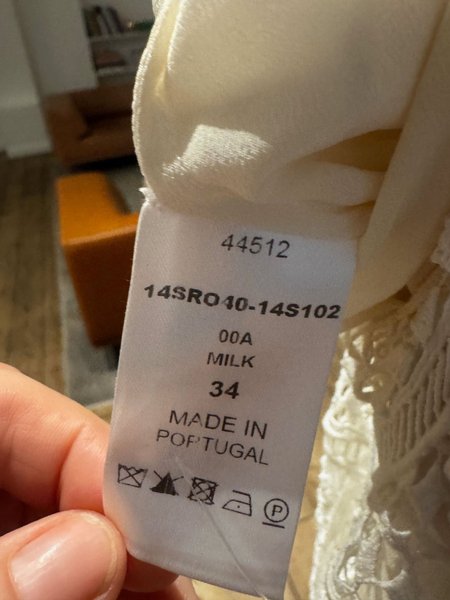 44512
14SRO40-14S102
00A
MILK
34
MADE IN
PORTUGAL
P